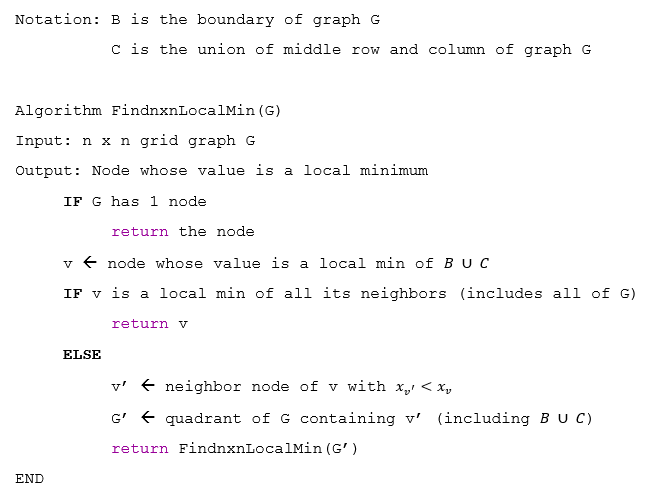 Notation: B is the boundary of graph G
C is the union of middle row and column of graph G
Algorithm FindnxnLocalMin(G)
Input: n x n grid graph G
Output: Node whose value is a local minimum
IF G has 1 node
return the node
v ← node whose value is a local min of B ∪ C
IF v is a local min of all its neighbors (includes all of G)
return v
ELSE
v′ ← neighbor node of v with xᵥ′ < xᵥ
G′ ← quadrant of G containing v′ (including B ∪ C)
return FindnxnLocalMin(G′)
END